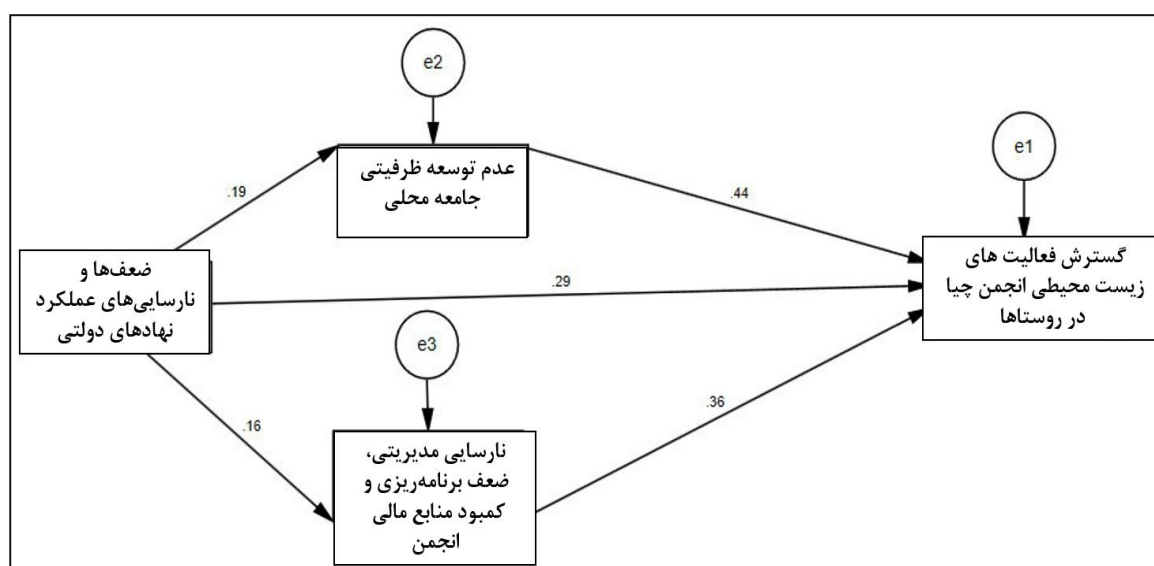 e2
عدم توسعه ظرفیتی
جامعه محلی
e1
.19
.44
گسترش فعالیت های
زیست محیطی انجمن چیا
در روستاها
ضعف‌ها و
نارسایی‌های عملکرد
نهادهای دولتی
.29
e3
.16
.36
نارسایی مدیریتی،
ضعف برنامه‌ریزی و
کمبود منابع مالی
انجمن